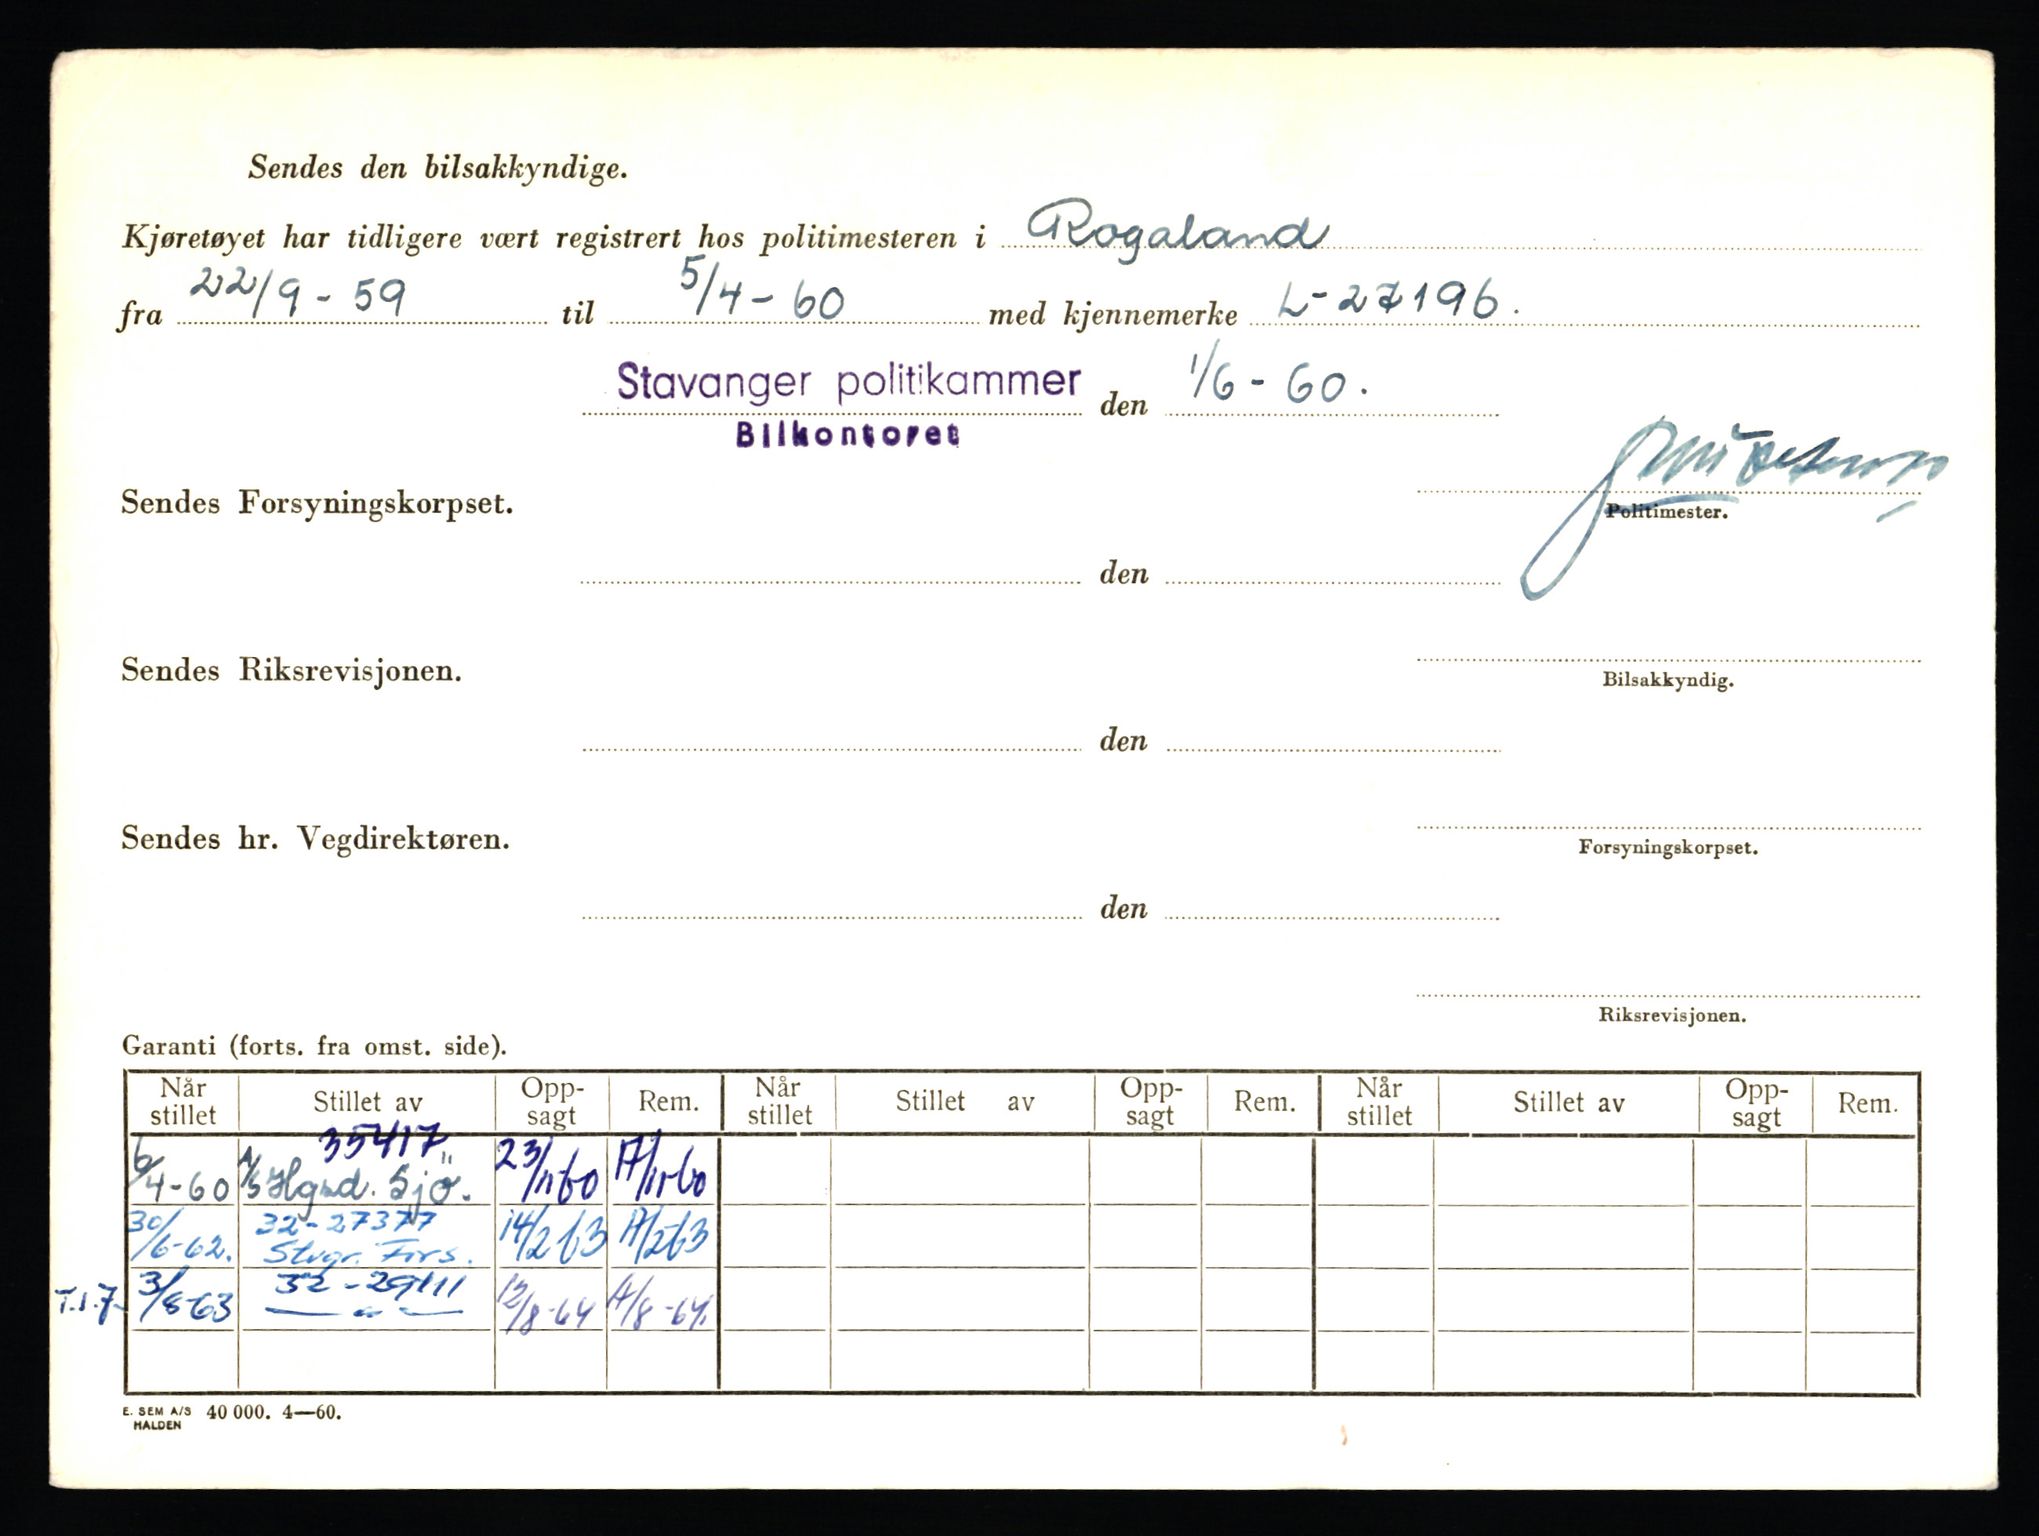 Sendes den bilsakkyndige.
Kjøretøyet har tidligere vært registrert hos politimesteren i Rogaland
fra 22/9 - 59 til 5/4 - 60 med kjennemerke L-27196.
Stavanger politikammer den 1/6 - 60.
Bilkontoret
Sendes Forsyningskorpset.
Politimester.
den
Sendes Riksrevisjonen.
Bilsakkyndig.
den
Sendes hr. Vegdirektøren.
Forsyningskorpset.
den
Riksrevisjonen.
Garanti (forts. fra omst. side).
Når stillet Stillet av Opp-sagt Rem. Når stillet Stillet av Opp-sagt Rem. Når stillet Stillet av Opp-sagt Rem.
35417
6/4-60 A/S Hgsd. Sjö. 23/11-60 17/11-60
32-27377
30/6-62. Stvgr. Fors. 14/2 63 17/2-63
32-29111
T.1.7- 3/8-63 — " — 12/8-64 17/8-64.
E. SEM A/S 40 000. 4—60.
HALDEN